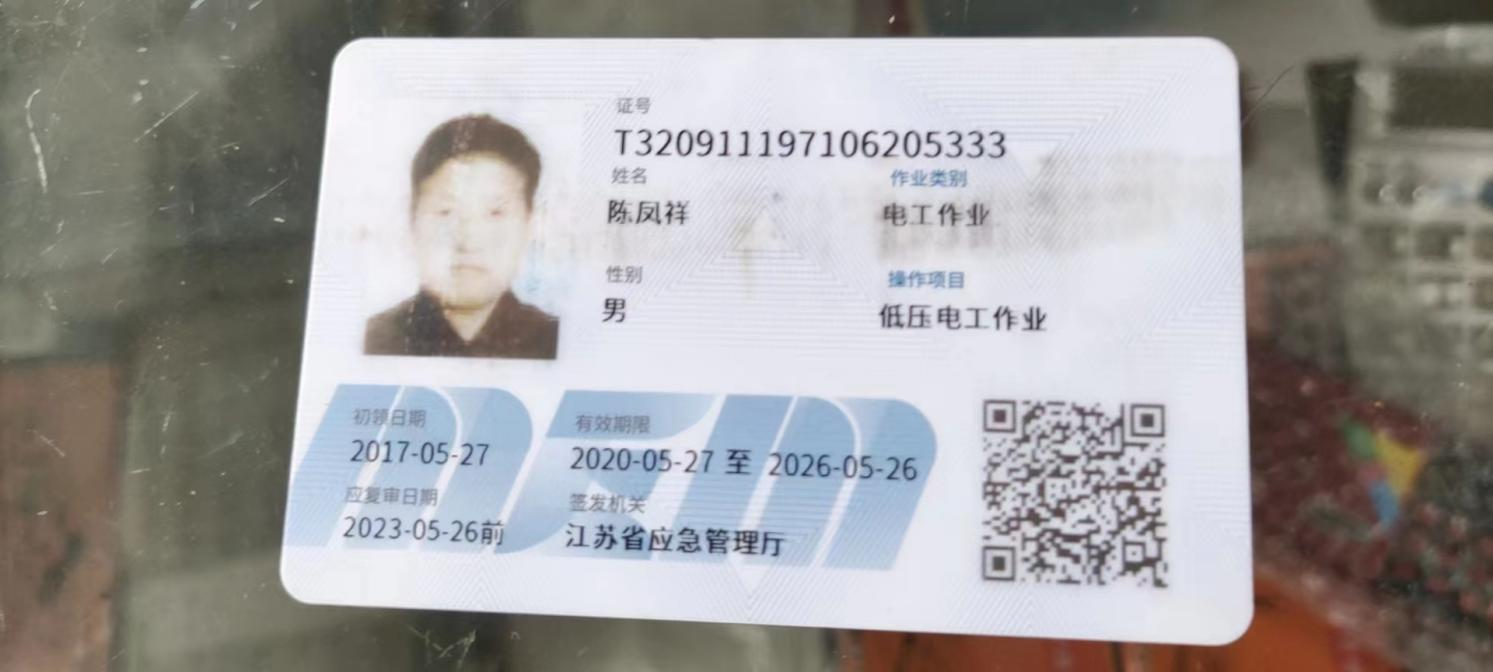 证号
T320911197106205333
姓名
作业类别
陈凤祥
电工作业
性别
操作项目
男
低压电工作业
初领日期
有效期限
2017-05-27
2020-05-27 至 2026-05-26
应复审日期
签发机关
2023-05-26前
江苏省应急管理厅